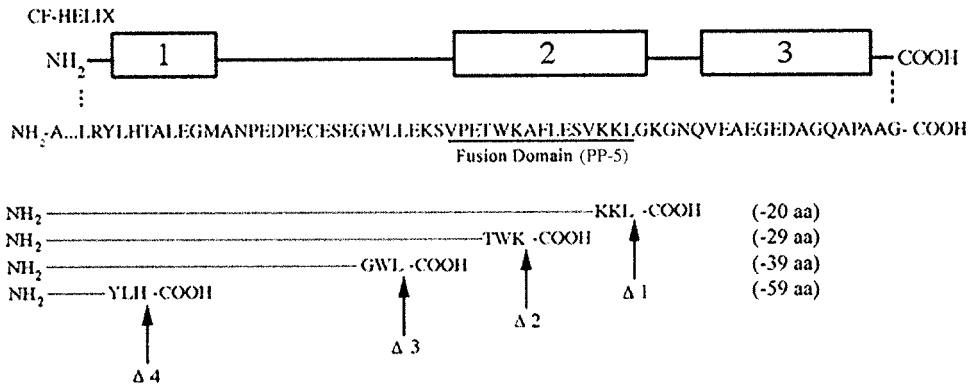 CF-HELIX
NH2 1 2 3 COOH
NH2-A...LRYLHTALEGMANPEDPECESEGWLLEKSVPETWKAFLESVKKLGKGNQVEAEGEDAGQAPAAG- COOH
Fusion Domain (PP-5)
NH2 KKL -COOH (-20 aa)
NH2 TWK -COOH (-29 aa)
NH2 GWL -COOH (-39 aa)
NH2 YLH -COOH (-59 aa)
Δ 1
Δ 2
Δ 3
Δ 4